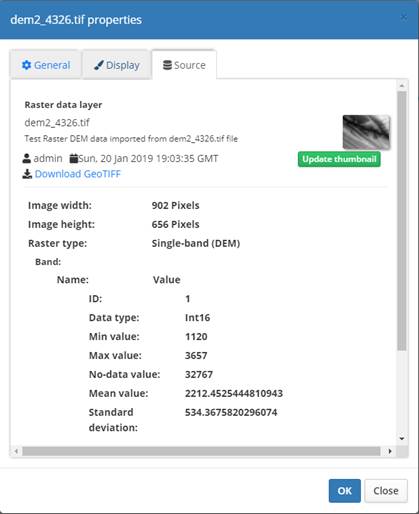 dem2_4326.tif properties
×
General Display Source
Raster data layer
dem2_4326.tif
Test Raster DEM data imported from dem2_4326.tif file
admin Sun, 20 Jan 2019 19:03:35 GMT
Update thumbnail
Download GeoTIFF
Image width: 902 Pixels
Image height: 656 Pixels
Raster type: Single-band (DEM)
Band:
Name: Value
ID: 1
Data type: Int16
Min value: 1120
Max value: 3657
No-data value: 32767
Mean value: 2212.4525444810943
Standard deviation: 534.3675820296074
OK Close